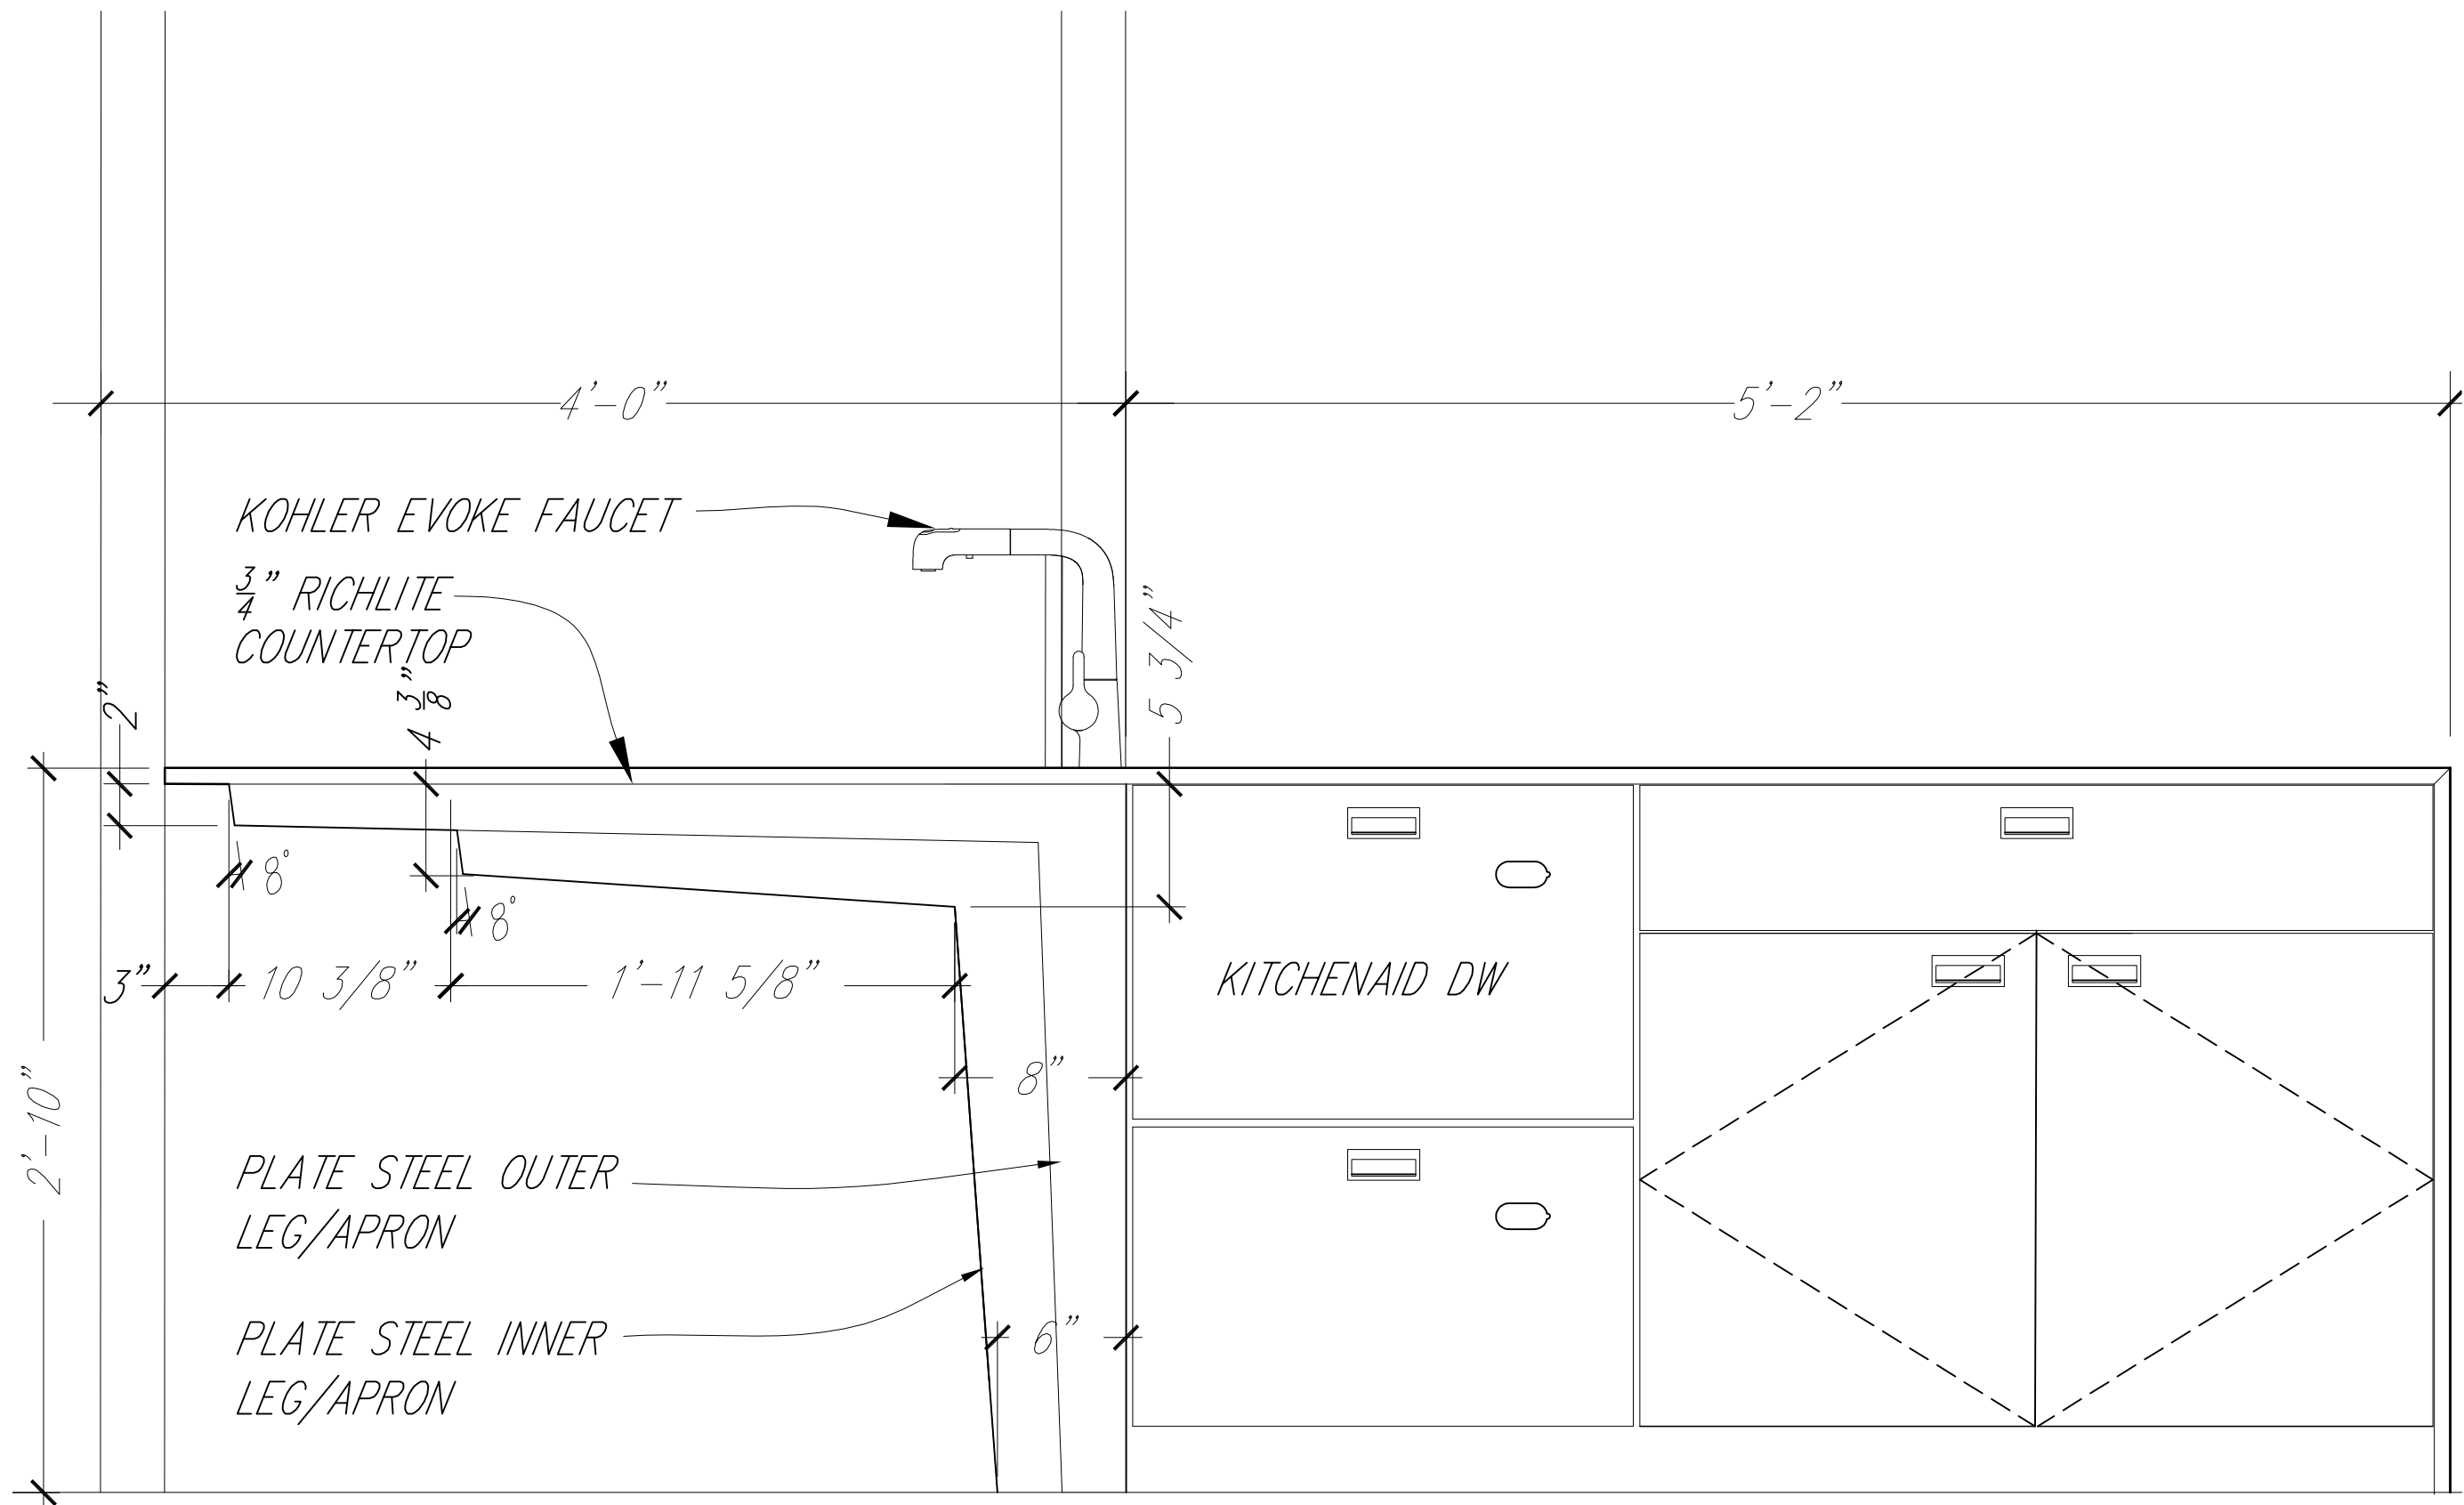 4'-0"
5'-2"
KOHLER EVOKE FAUCET
3/4" RICHLITE
COUNTERTOP
5 3/4"
2"
4 3/8"
8°
8°
3"
10 3/8"
1'-11 5/8"
KITCHENAID DW
8"
2'-10"
PLATE STEEL OUTER
LEG/APRON
PLATE STEEL INNER
LEG/APRON
6"